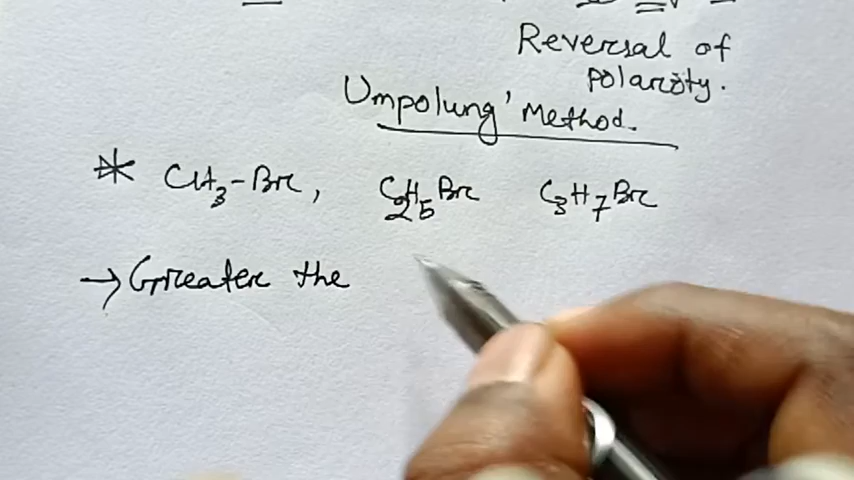 Reversal of
polarity.
Umpolung' Method.
* CH3-Br, C2H5Br C3H7Br
→ Greater the